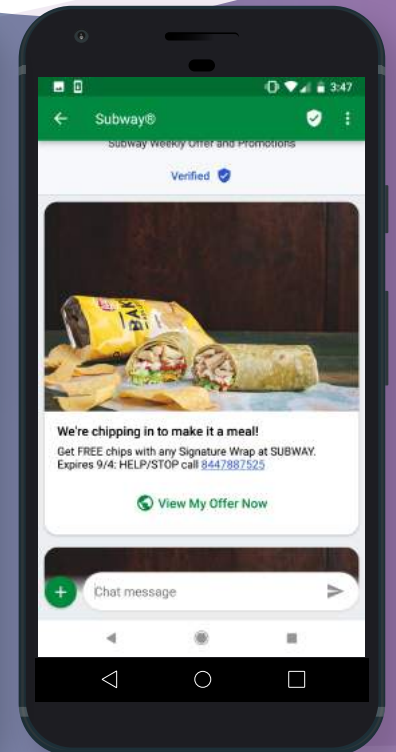 3:47
Subway®
Subway Weekly Offer and Promotions
Verified
BAK
We're chipping in to make it a meal!
Get FREE chips with any Signature Wrap at SUBWAY.
Expires 9/4: HELP/STOP call 8447887525
View My Offer Now
Chat message